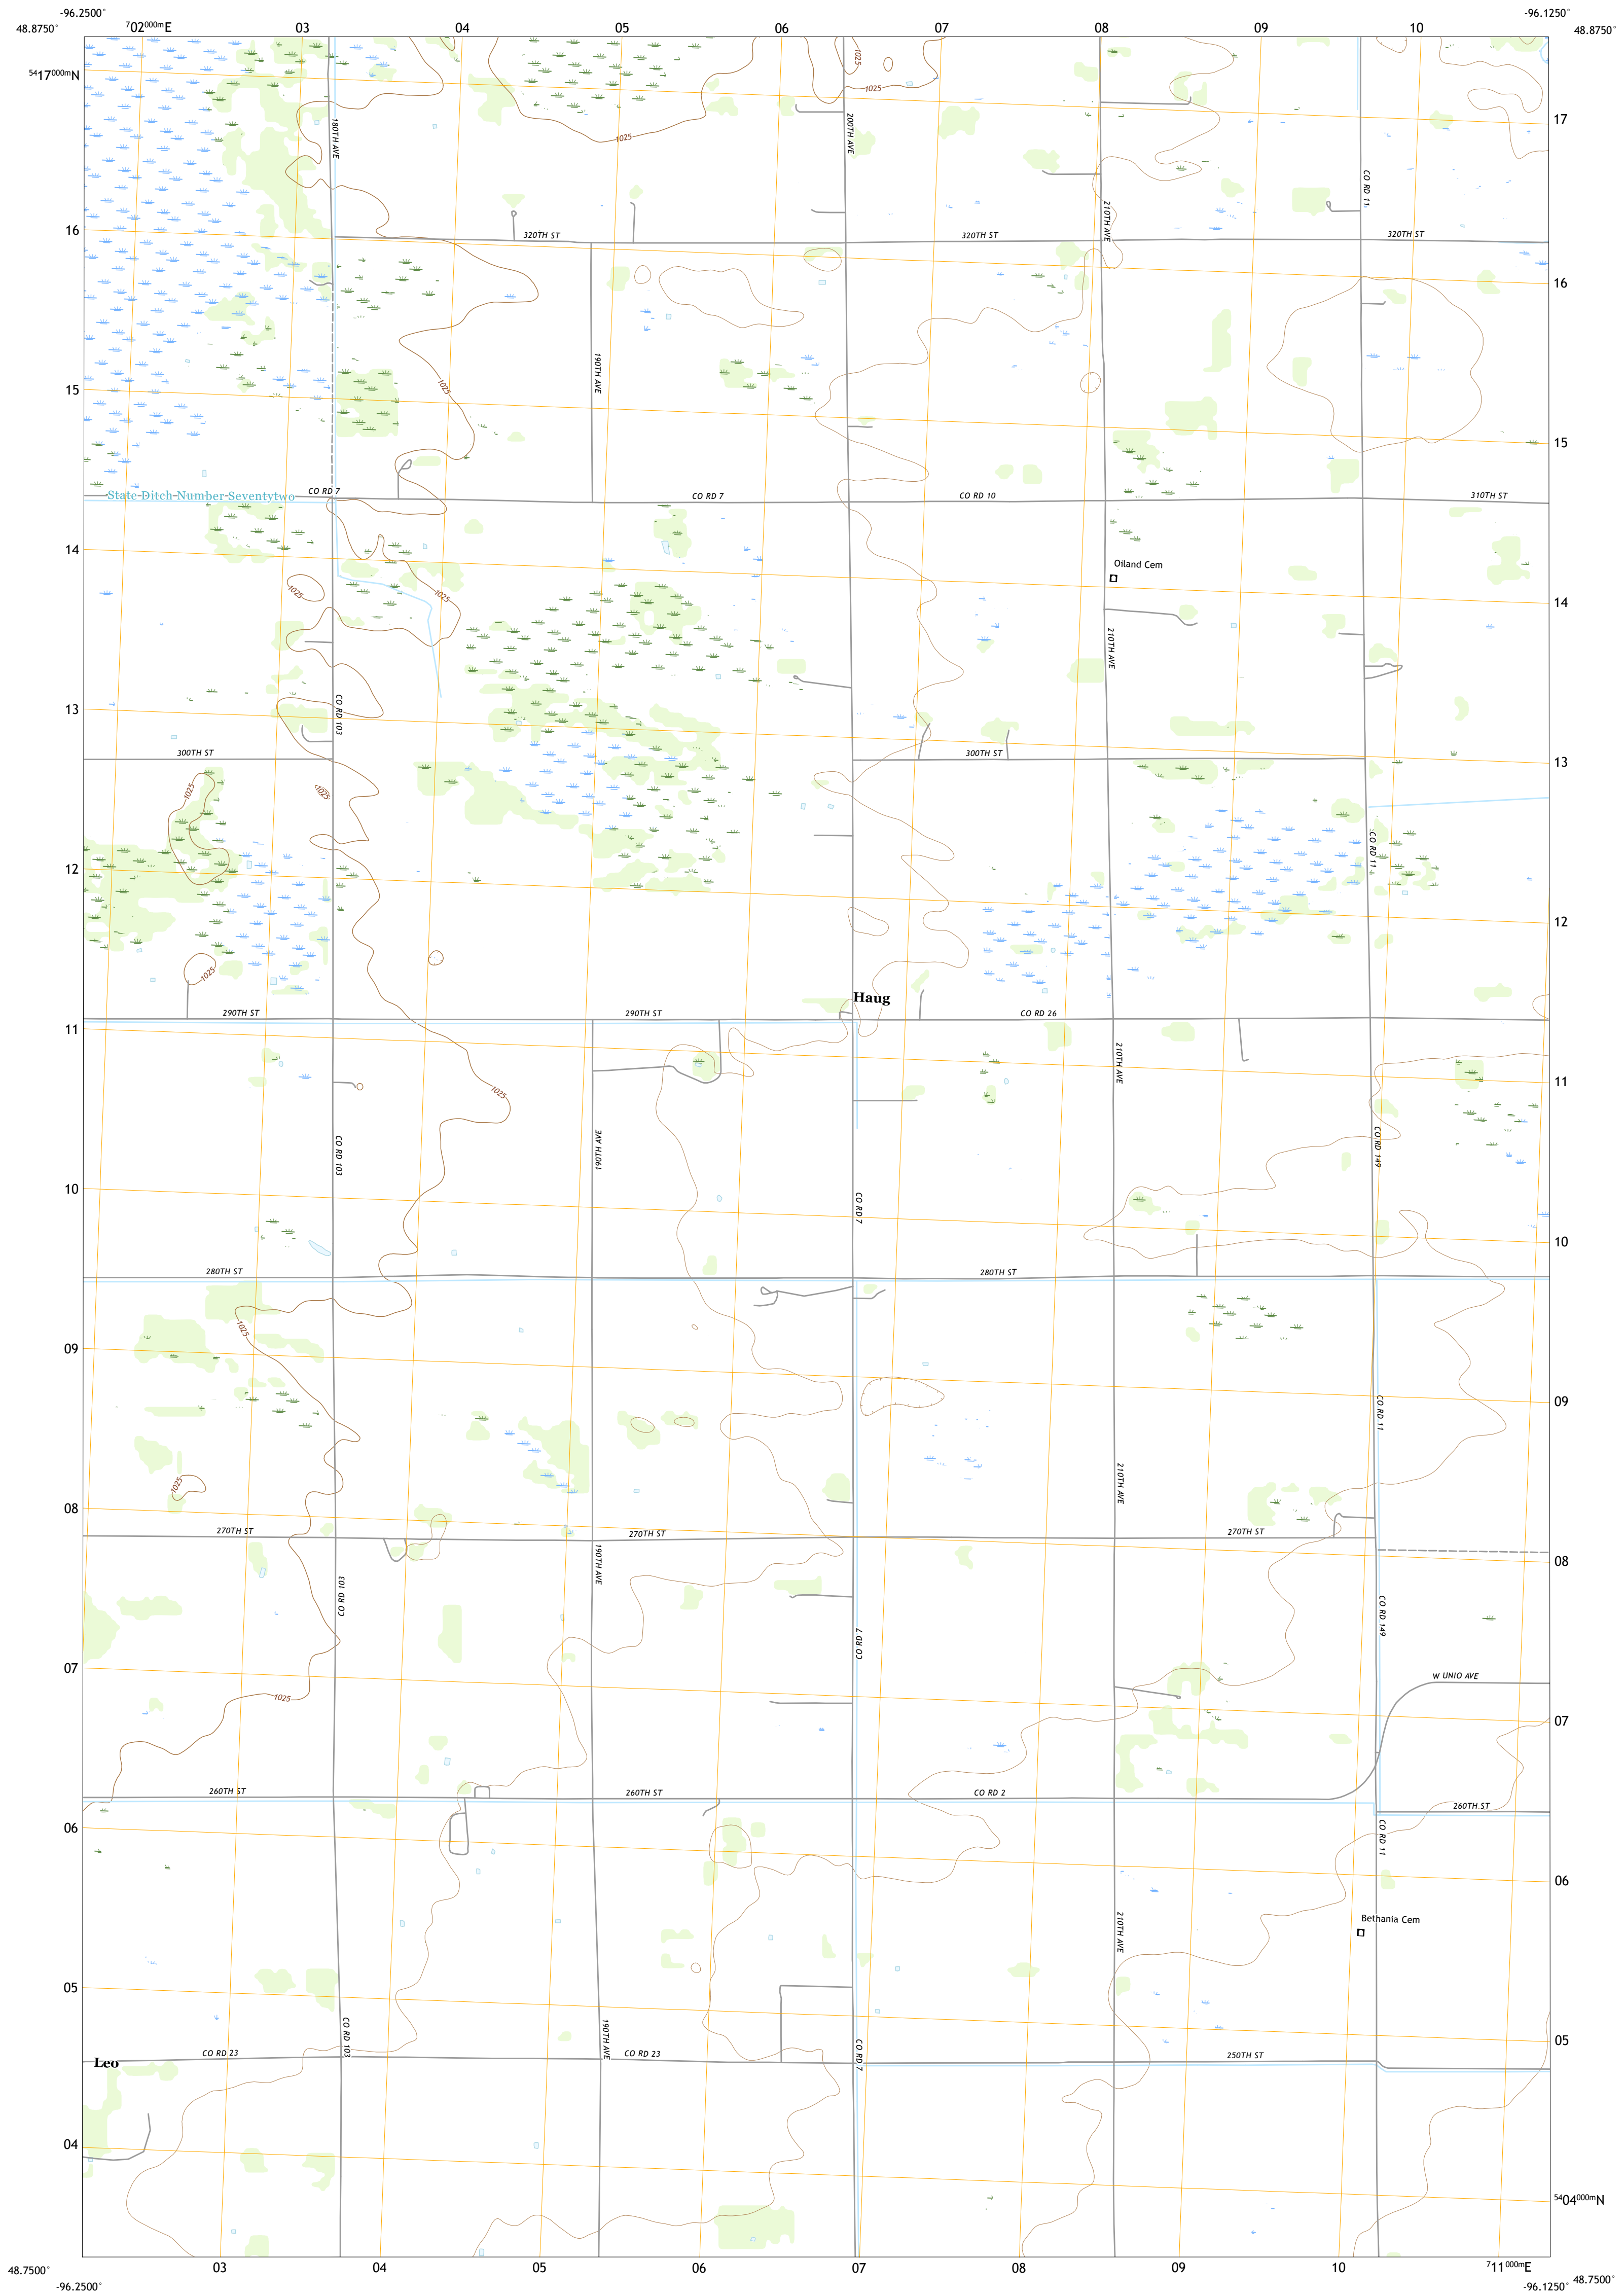 -96.2500° -96.1250°
48.8750° 702000mE 03 04 05 06 07 08 09 10 48.8750°
5417000mN
1025
1025
1025
17
180TH AVE
200TH AVE
CO RD 11
210TH AVE
16
320TH ST 320TH ST 320TH ST
16
190TH AVE
1025
15
15
State Ditch Number Seventytwo
CO RD 7 CO RD 7 CO RD 10 310TH ST
14
Oiland Cem
1025
1025
14
210TH AVE
CO RD 103
13
300TH ST 300TH ST
13
1025
1025
CO RD 11
12
12
1025
Haug
290TH ST 290TH ST CO RD 26
11
210TH AVE
11
1025
CO RD 103
190TH AVE
CO RD 149
10
CO RD 7
10
280TH ST 280TH ST
1025
09
09
CO RD 11
1025
210TH AVE
08
270TH ST 270TH ST 270TH ST
08
190TH AVE
CO RD 103
CO RD 149
CO RD 7
07
W UNIO AVE
1025
07
260TH ST 260TH ST CO RD 2
260TH ST
06
CO RD 11
06
Bethania Cem
210TH AVE
05
CO RD 103
190TH AVE
CO RD 7
05
Leo
CO RD 23 CO RD 23 250TH ST
04
5404000mN
48.7500° 03 04 05 06 07 08 09 10 711000mE 48.7500°
-96.2500° -96.1250°